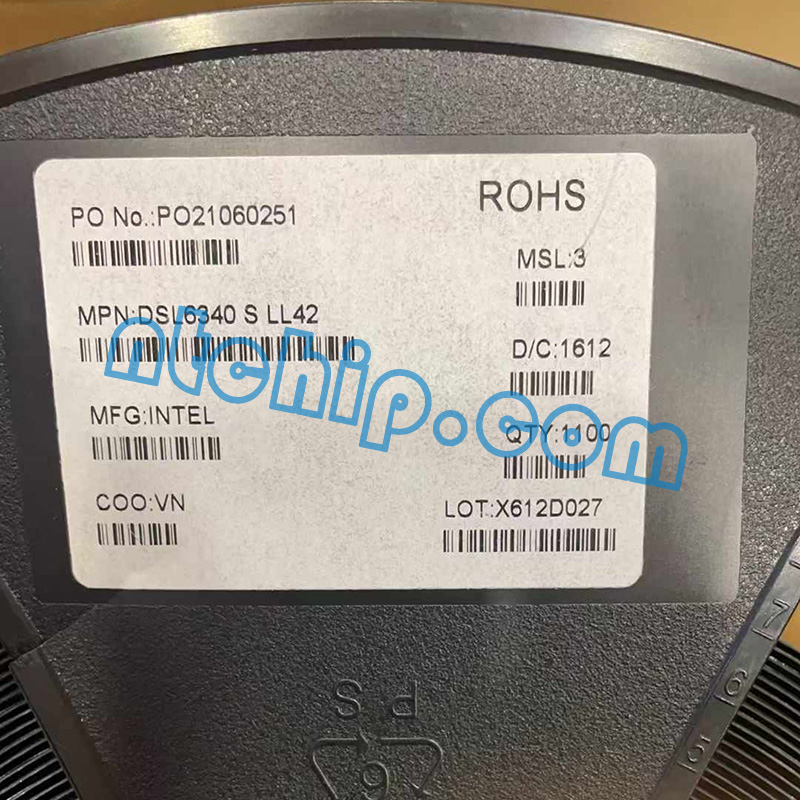 ROHS
PO No.:PO21060251
MSL:3
MPN:DSL6340 S LL42
D/C:1612
ntchip.com
MFG:INTEL
QTY:1100
COO:VN
LOT:X612D027
1
7
6
5
PS
6